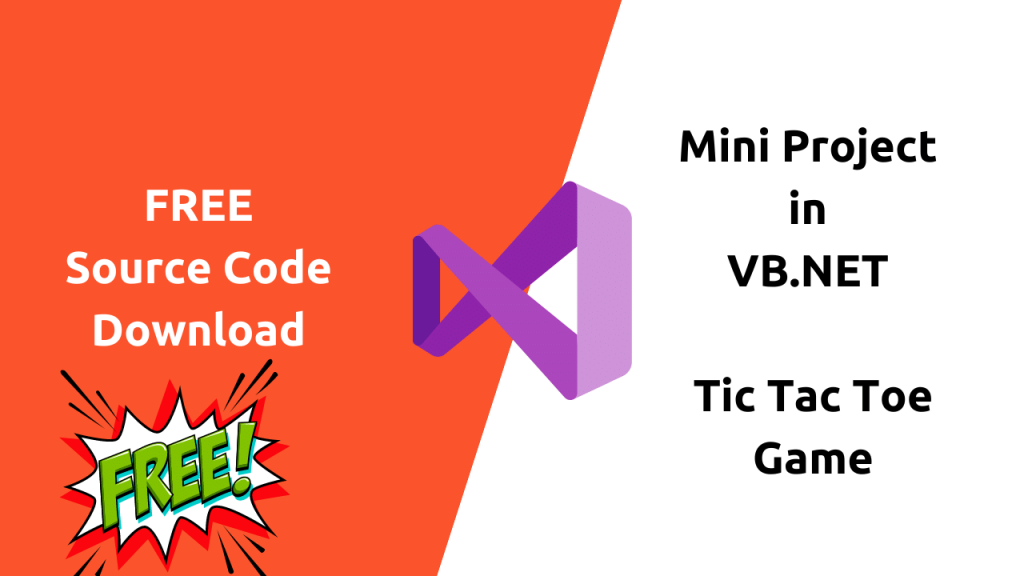 FREE
Source Code
Download
FREE!
Mini Project
in
VB.NET
Tic Tac Toe
Game